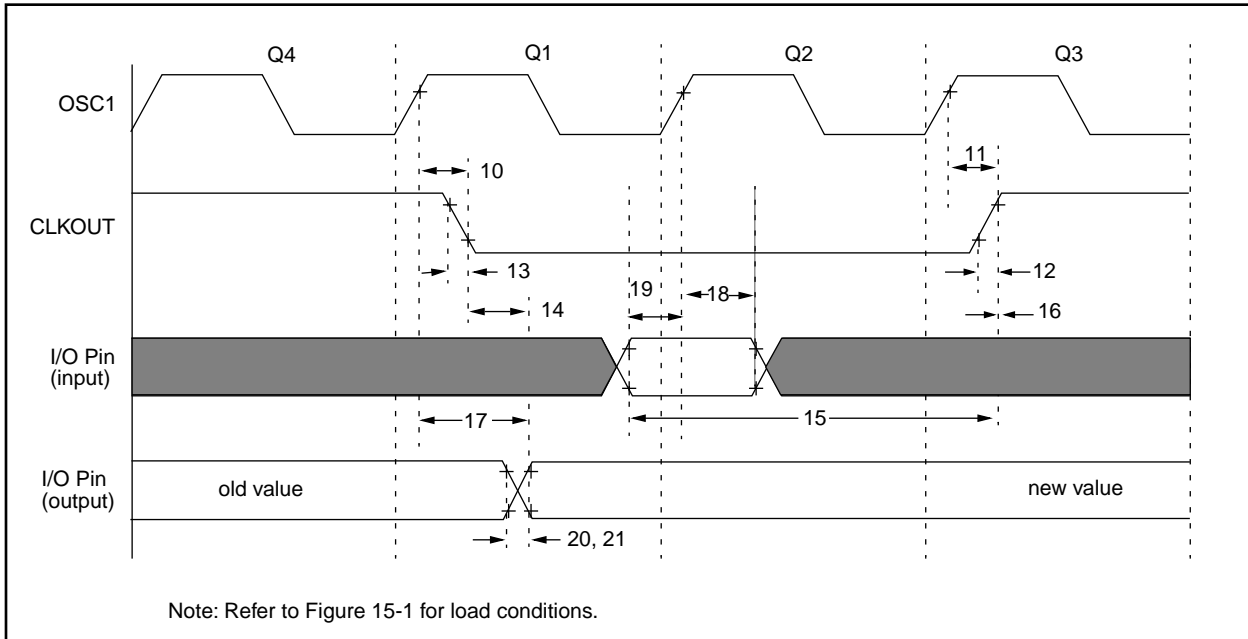 Q4
Q1
Q2
Q3
OSC1
10
11
CLKOUT
13
12
19
18
14
16
I/O Pin
(input)
17
15
I/O Pin
(output)
old value
new value
20, 21
Note: Refer to Figure 15-1 for load conditions.